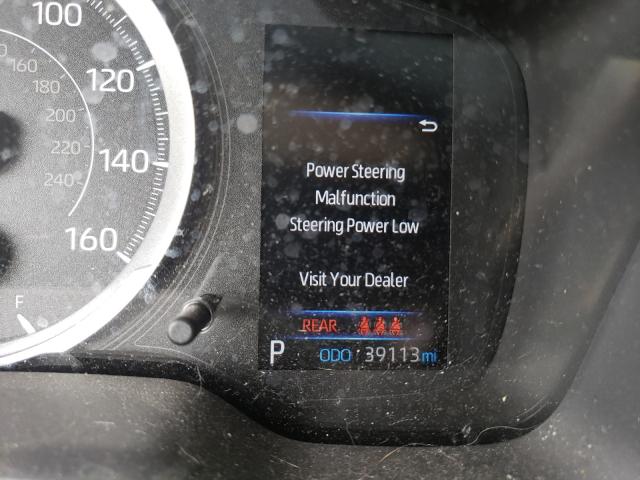 100
120
140
160
160
180
200
220
240
F
Power Steering
Malfunction
Steering Power Low
Visit Your Dealer
REAR
P ODO 39113 mi